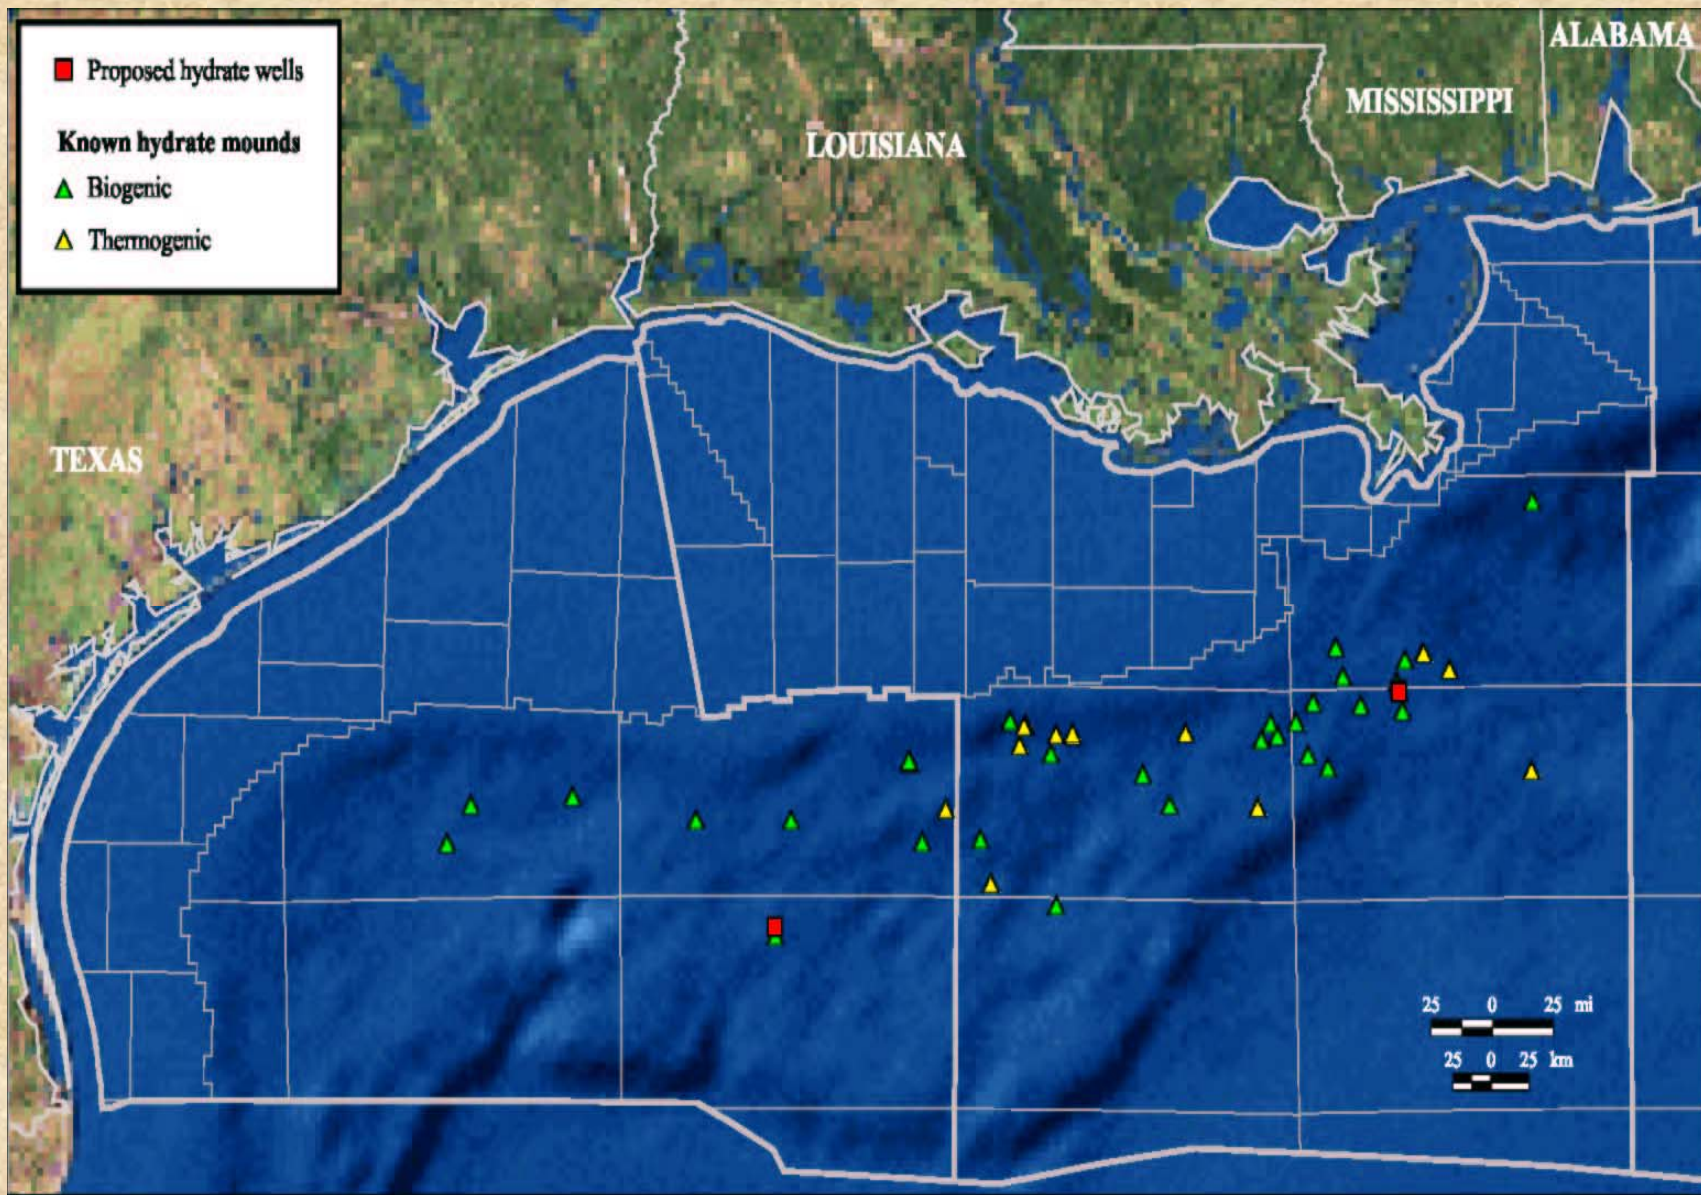 Proposed hydrate wells
Known hydrate mounds
Biogenic
Thermogenic
ALABAMA
MISSISSIPPI
LOUISIANA
TEXAS
25 0 25 mi
25 0 25 km